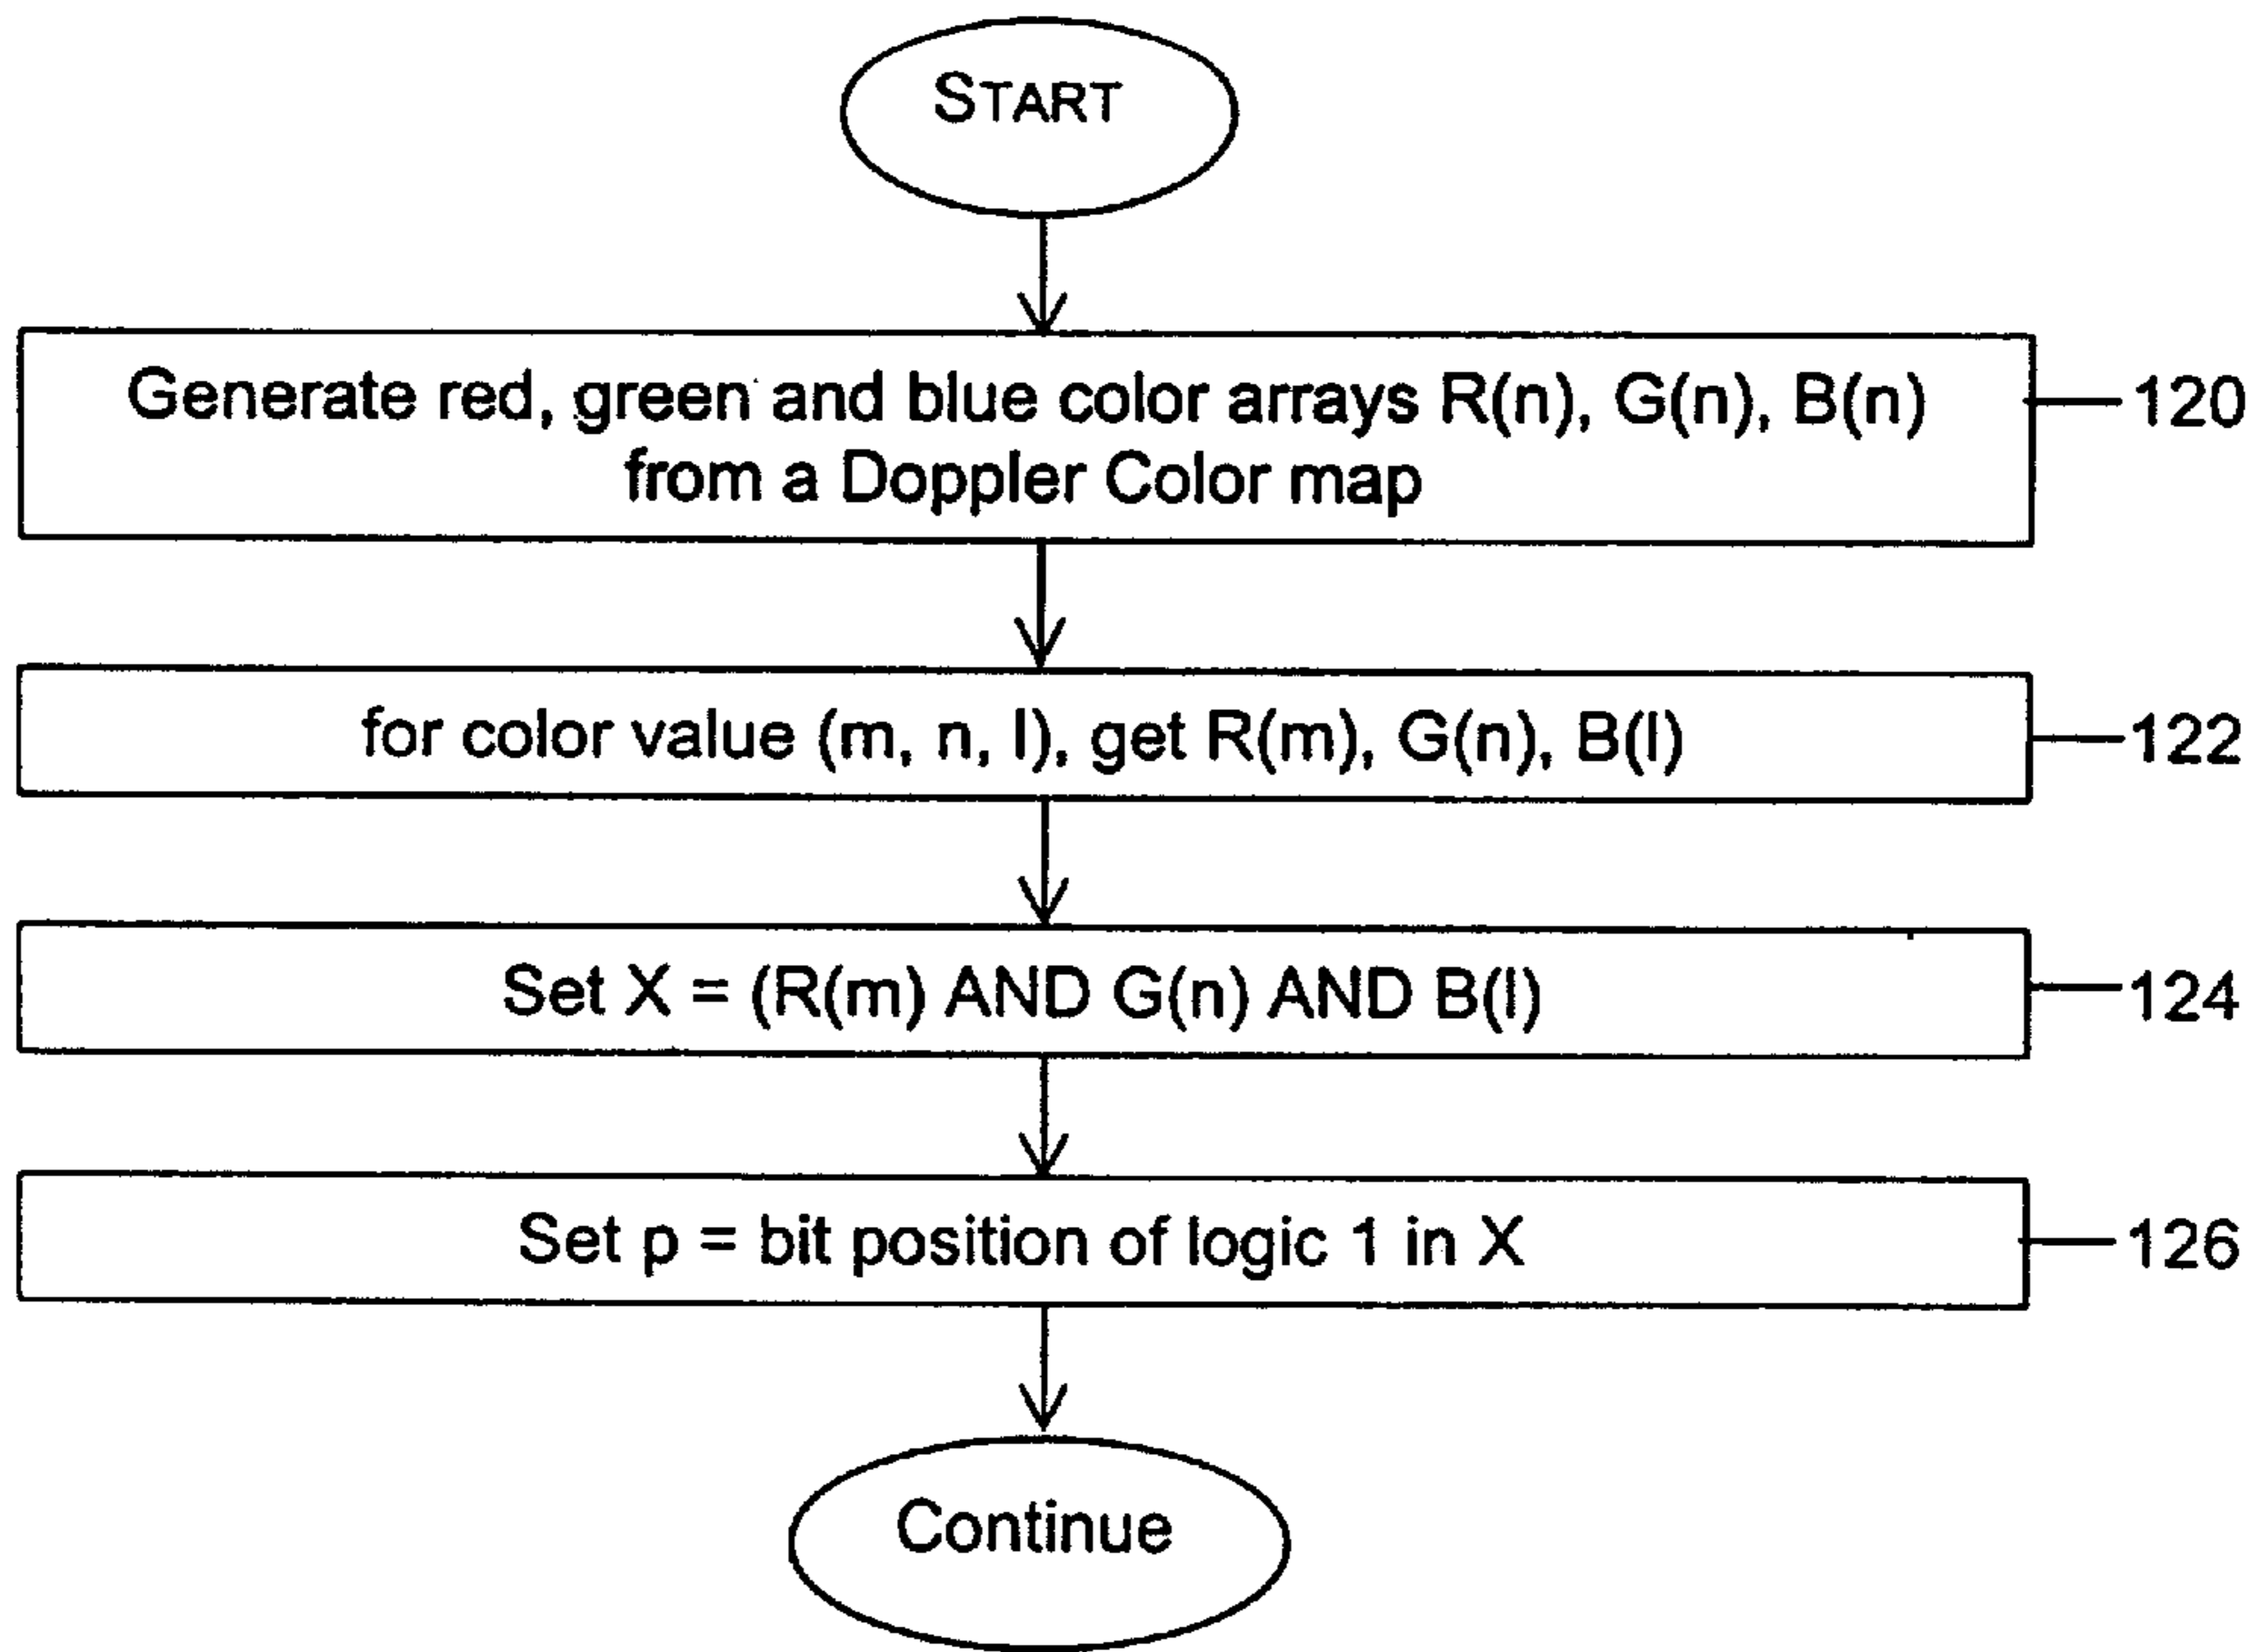 START
Generate red, green and blue color arrays R(n), G(n), B(n)
from a Doppler Color map
120
for color value (m, n, l), get R(m), G(n), B(l)
122
Set X = (R(m) AND G(n) AND B(l)
124
Set p = bit position of logic 1 in X
126
Continue